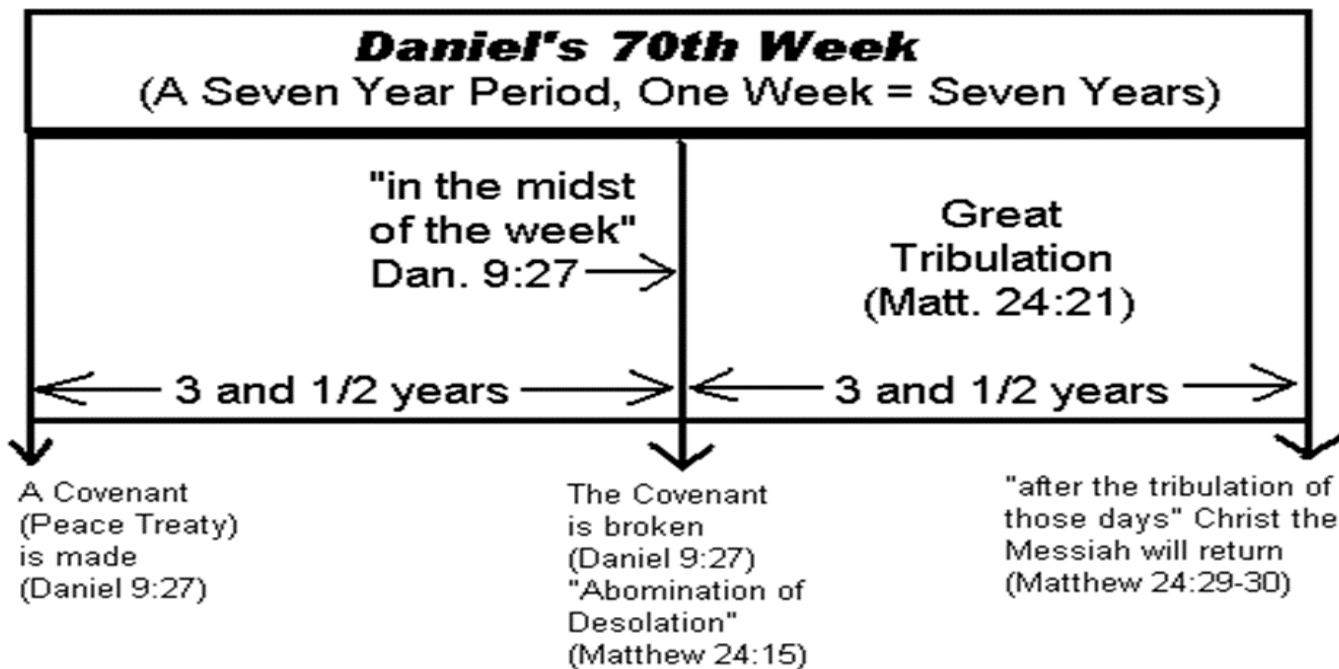 Daniel's 70th Week
(A Seven Year Period, One Week = Seven Years)
"in the midst
of the week"
Dan. 9:27
Great
Tribulation
(Matt. 24:21)
3 and 1/2 years
3 and 1/2 years
A Covenant
(Peace Treaty)
is made
(Daniel 9:27)
The Covenant
is broken
(Daniel 9:27)
"Abomination of
Desolation"
(Matthew 24:15)
"after the tribulation of
those days" Christ the
Messiah will return
(Matthew 24:29-30)